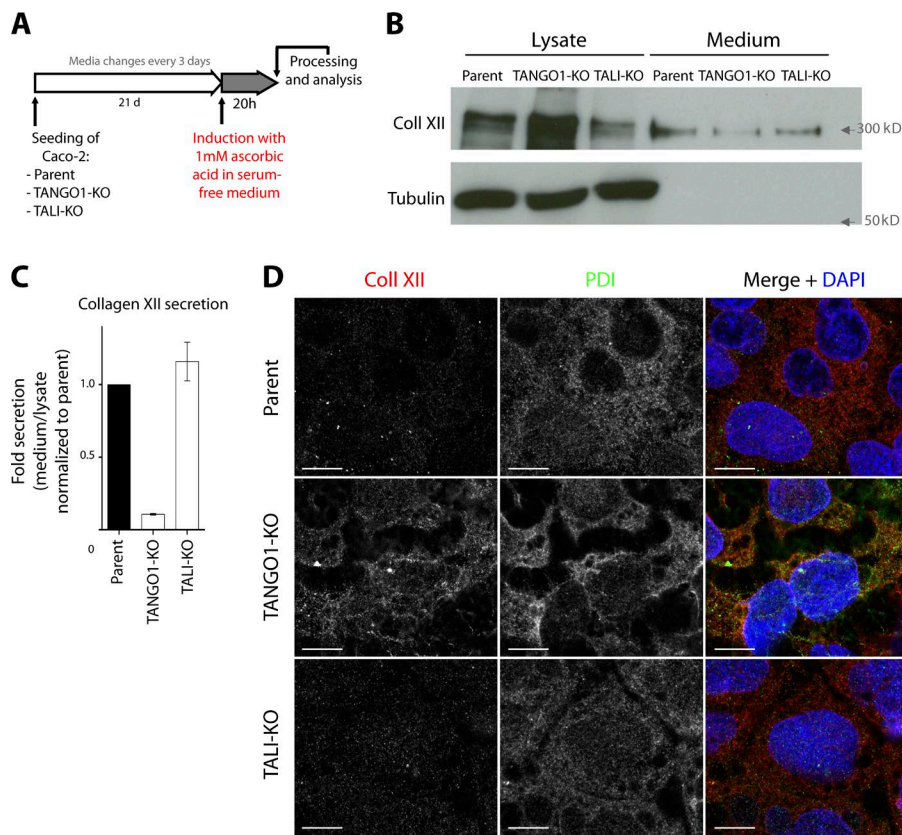 A
Media changes every 3 days
Processing
and analysis
21 d
20h
Seeding of
Caco-2:
- Parent
- TANGO1-KO
- TALI-KO
Induction with
1mM ascorbic
acid in serum-
free medium
B
Lysate Medium
Parent TANGO1-KO TALI-KO Parent TANGO1-KO TALI-KO
Coll XII
300 kD
Tubulin
50kD
C
Collagen XII secretion
Fold secretion
(medium/lysate
nomalized to parent)
1.0
0.5
0
Parent
TANGO1-KO
TALI-KO
D
Coll XII PDI Merge + DAPI
Parent
TANGO1-KO
TALI-KO